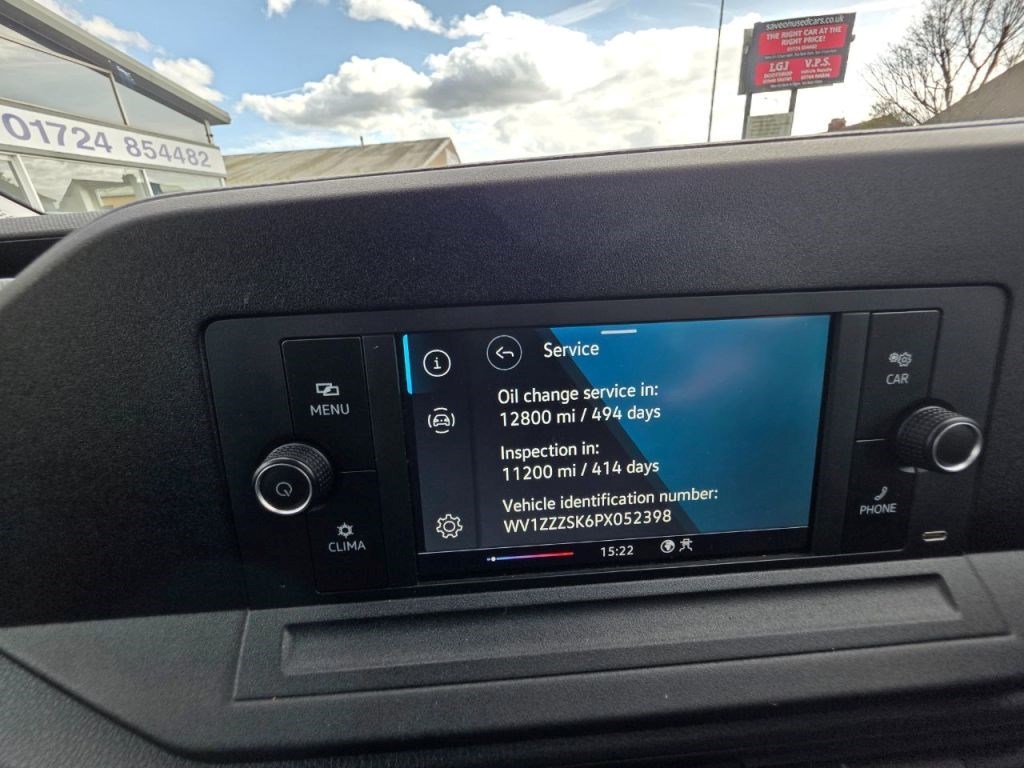 saveonusedcars.co.uk
THE RIGHT CAR AT THE
RIGHT PRICE!
LGJ
V.P.S.
01724 854482
MENU
CLIMA
Service
Oil change service in:
12800 mi / 494 days
Inspection in:
11200 mi / 414 days
Vehicle identification number:
WV1ZZZSK6PX052398
15:22
CAR
PHONE